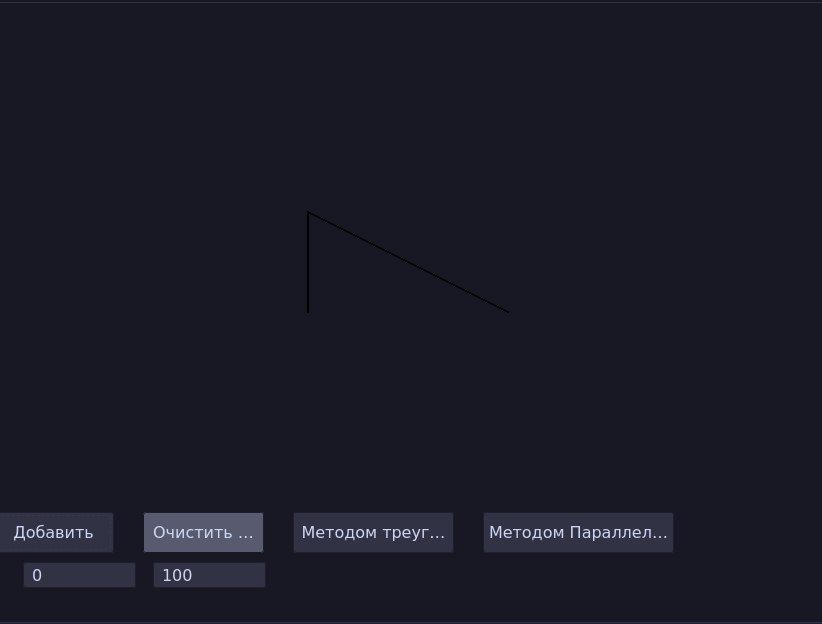 Добавить
Очистить ...
Методом треуг...
Методом Параллел...
0
100